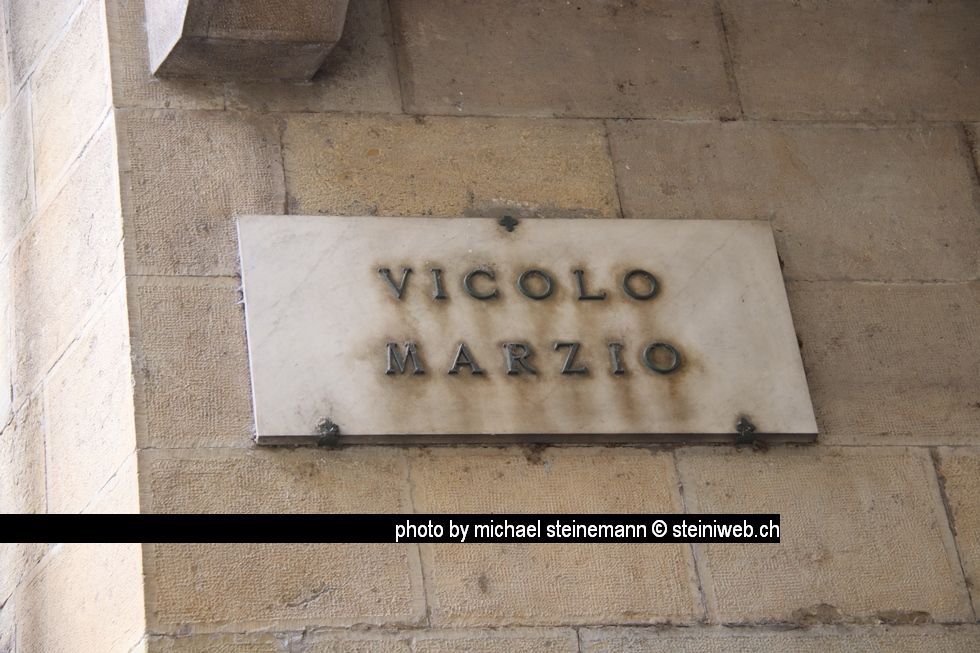 VICOLO
MARZIO
photo by michael steinemann © steiniweb.ch